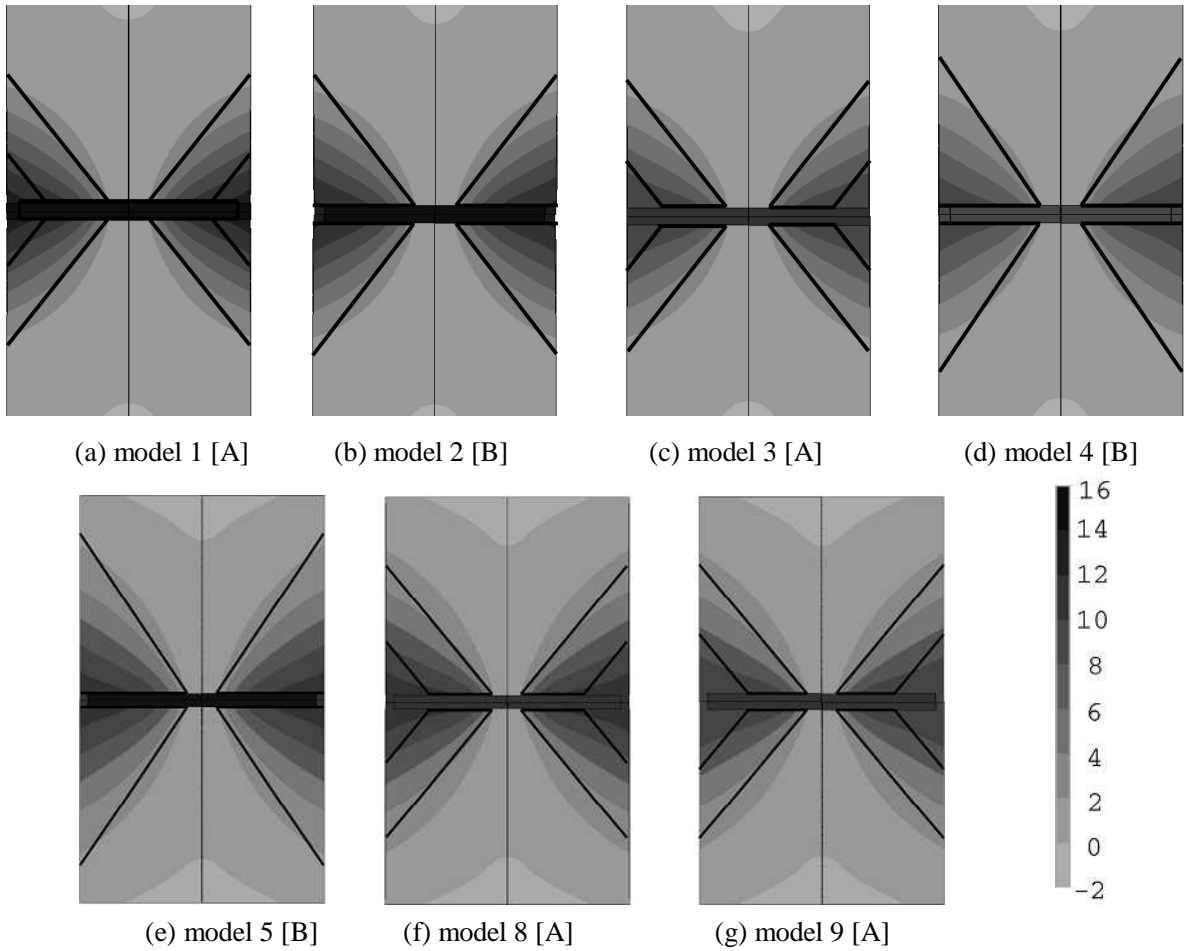 (a) model 1 [A]
(b) model 2 [B]
(c) model 3 [A]
(d) model 4 [B]
16
14
12
10
8
6
4
2
0
-2
(e) model 5 [B]
(f) model 8 [A]
(g) model 9 [A]